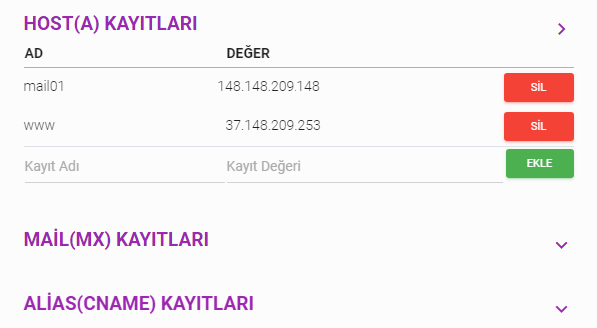 HOST(A) KAYITLARI
AD DEĞER
mail01 148.148.209.148 SİL
www 37.148.209.253 SİL
Kayıt Adı Kayıt Değeri EKLE
MAİL(MX) KAYITLARI
ALİAS(CNAME) KAYITLARI